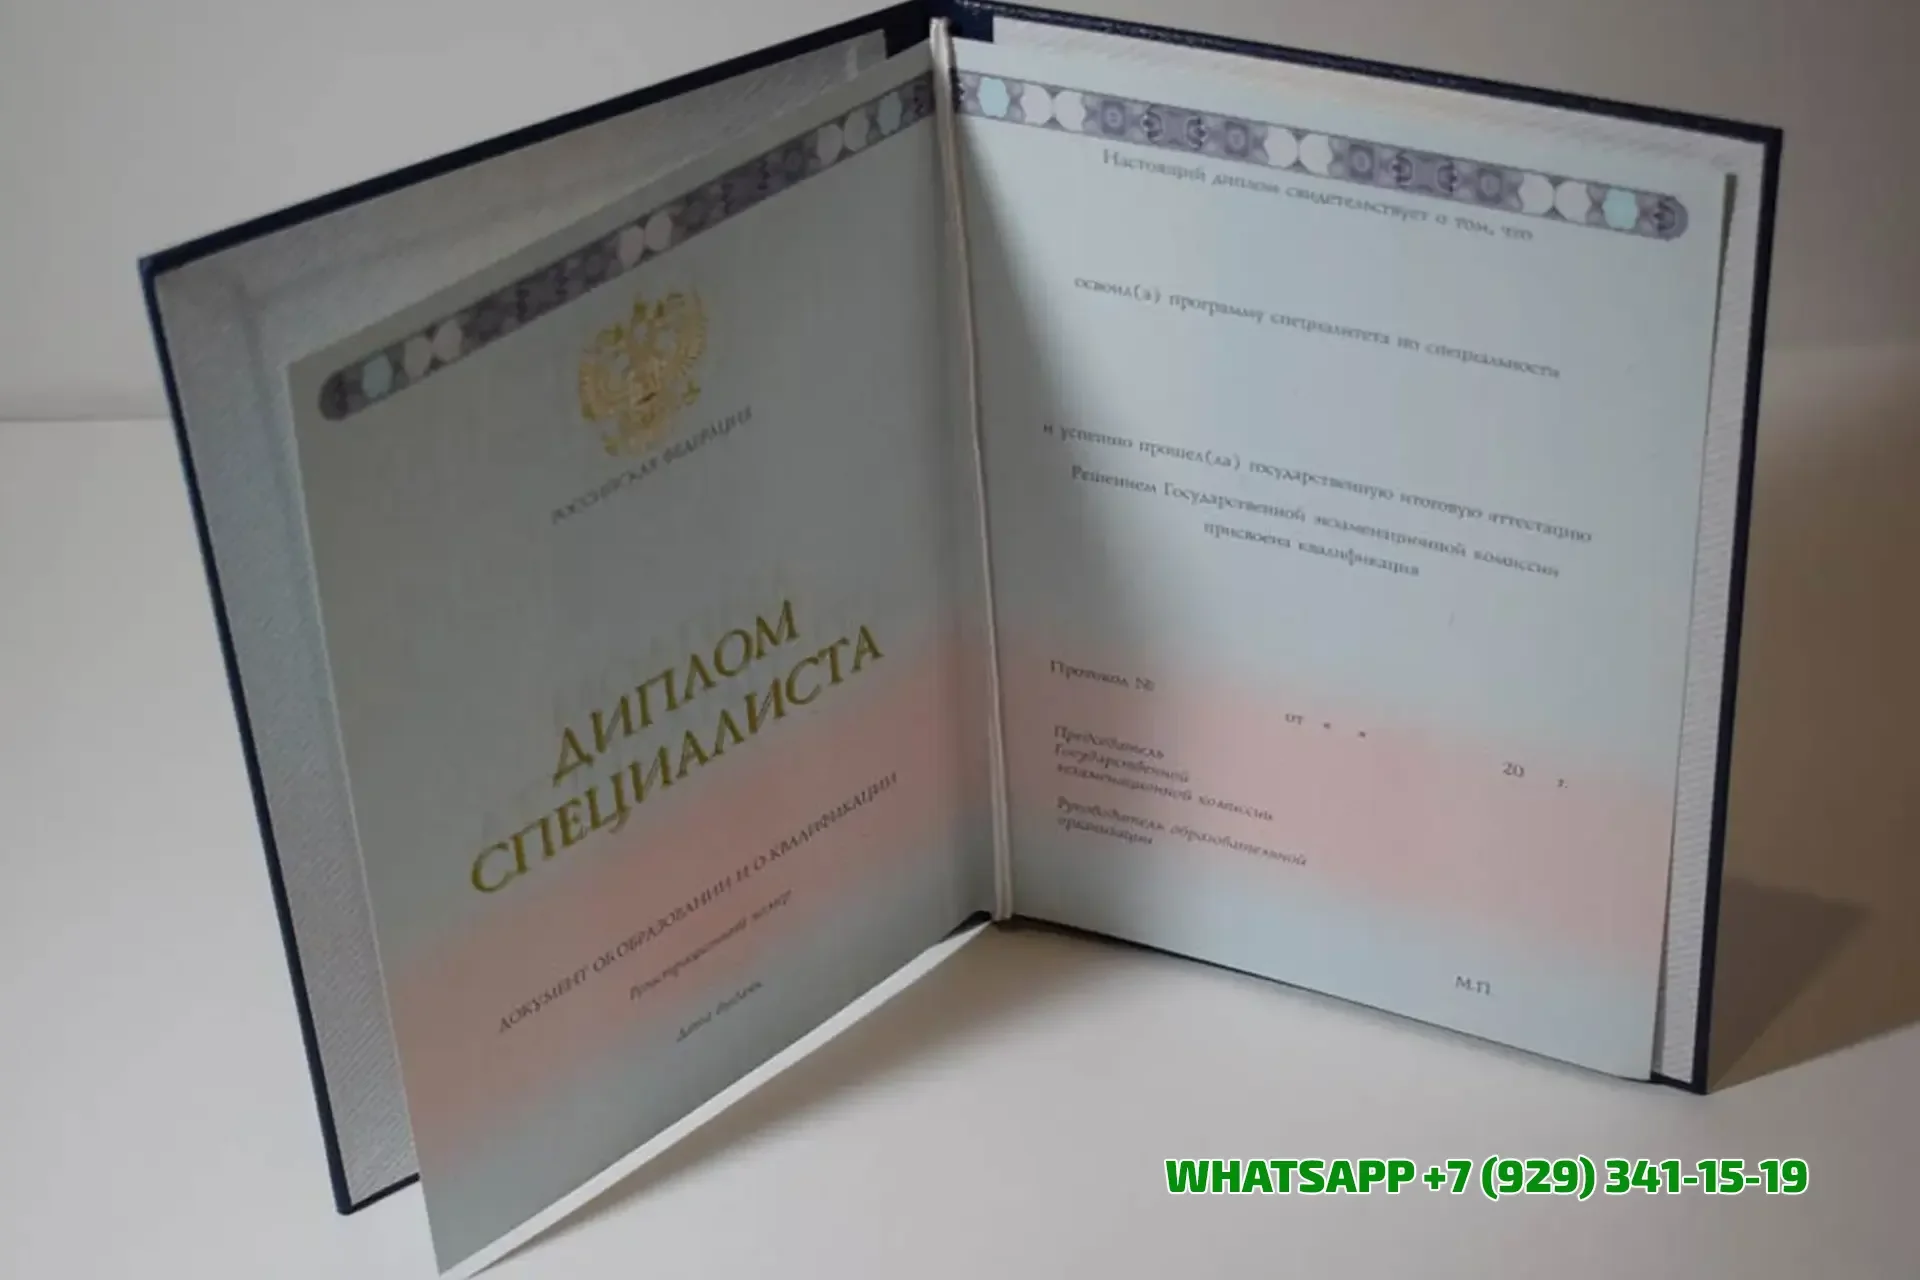 РОССИЙСКАЯ ФЕДЕРАЦИЯ
ДИПЛОМ
СПЕЦИАЛИСТА
ДОКУМЕНТ ОБ ОБРАЗОВАНИИ И О КВАЛИФИКАЦИИ
Регистрационный номер
Дата выдачи
Настоящий диплом свидетельствует о том, что
освоил(а) программу специалитета по специальности
и успешно прошел(ла) государственную итоговую аттестацию
Решением Государственной экзаменационной комиссии
присвоена квалификация
Протокол №
от « » 20 г.
Председатель
Государственной
экзаменационной комиссии
Руководитель образовательной
организации
М.П.
WHATSAPP +7 (929) 341-15-19